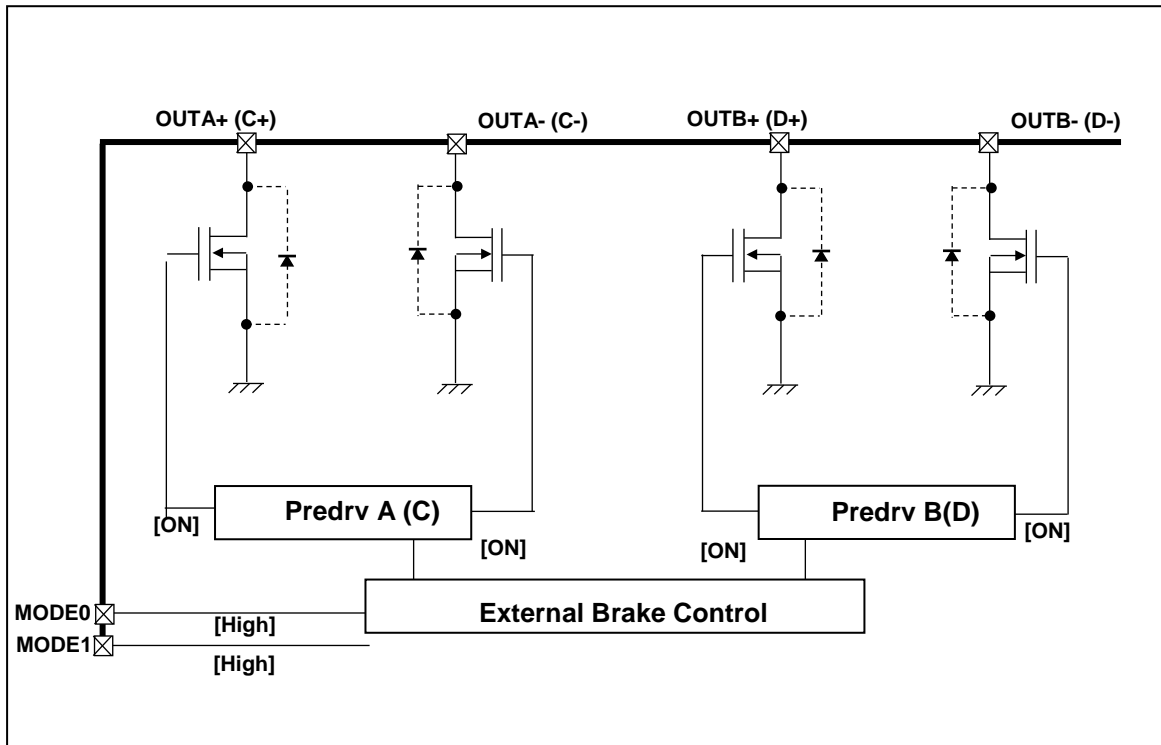 OUTA+ (C+)
OUTA- (C-)
OUTB+ (D+)
OUTB- (D-)
Predrv A (C)
Predrv B(D)
[ON]
[ON]
[ON]
[ON]
External Brake Control
MODE0
[High]
MODE1
[High]